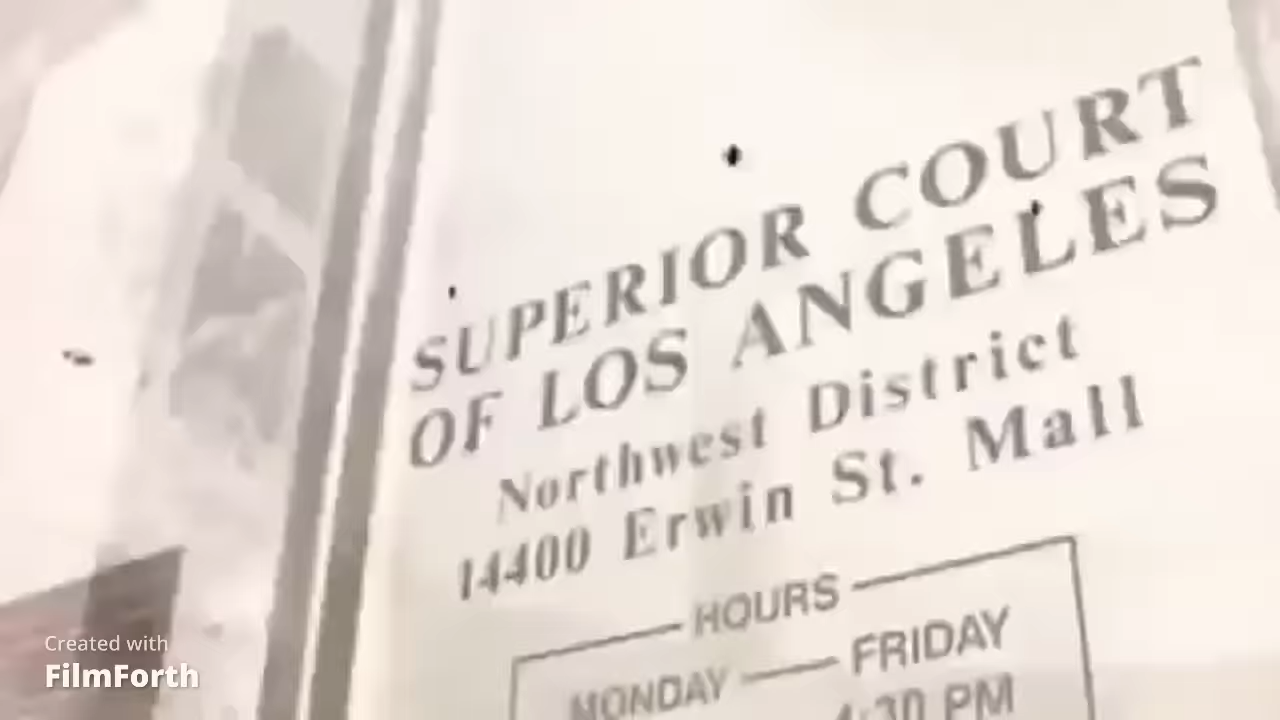 SUPERIOR COURT
OF LOS ANGELES
Northwest District
14400 Erwin St. Mall
HOURS
MONDAY — FRIDAY
4:30 PM
Created with
FilmForth